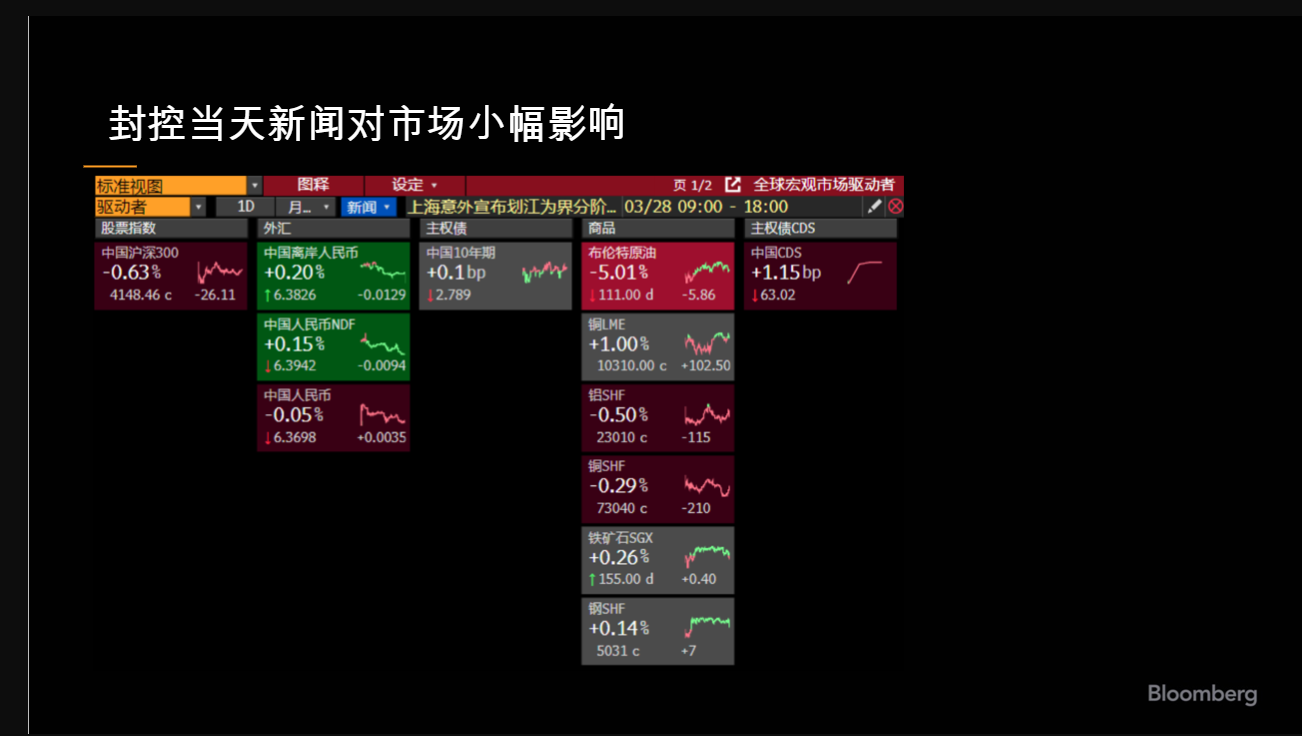 封控当天新闻对市场小幅影响
标准视图 图释 设定 页 1/2 全球宏观市场驱动者
驱动者 1D 月... 新闻 上海意外宣布划江为界分阶... 03/28 09:00 - 18:00
股票指数 外汇 主权债 商品 主权债CDS
中国沪深300 中国离岸人民币 中国10年期 布伦特原油 中国CDS
-0.63% +0.20% +0.1bp -5.01% +1.15bp
4148.46 c -26.11 ↑6.3826 -0.0129 ↓2.789 ↓111.00 d -5.86 ↓63.02
中国人民币NDF 铜LME
+0.15% +1.00%
↓6.3942 -0.0094 10310.00 c +102.50
中国人民币 铝SHF
-0.05% -0.50%
↓6.3698 +0.0035 23010 c -115
铜SHF
-0.29%
73040 c -210
铁矿石SGX
+0.26%
↑155.00 d +0.40
钢SHF
+0.14%
5031 c +7
Bloomberg